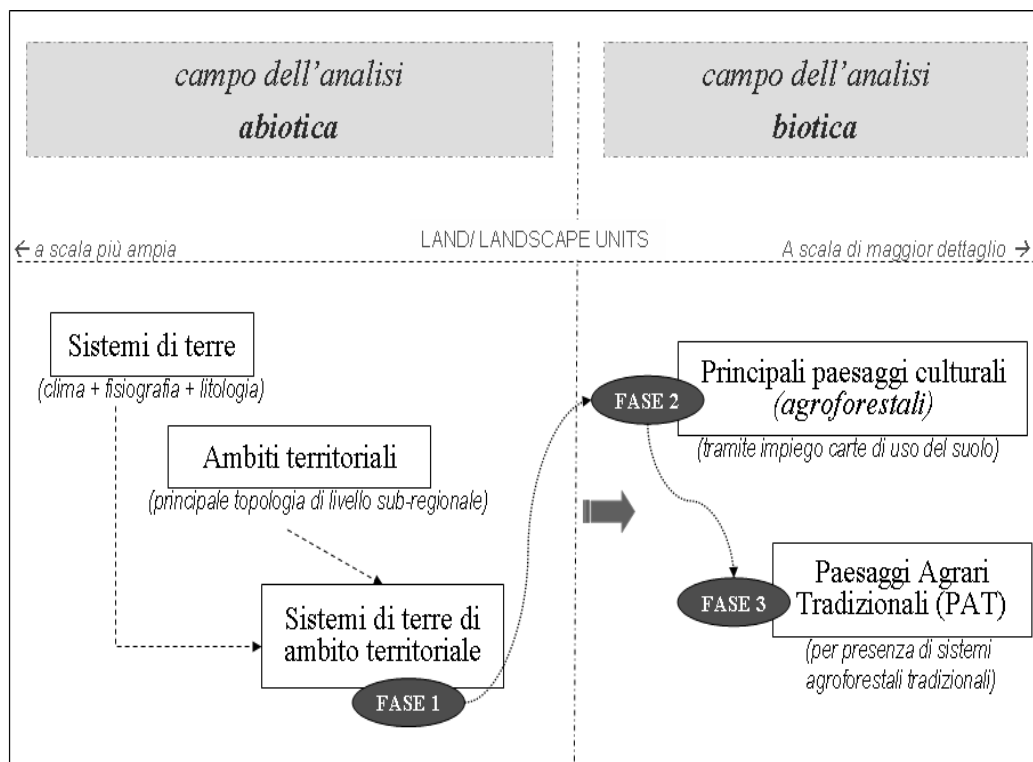 campo dell'analisi
abiotica
campo dell'analisi
biotica
LAND/ LANDSCAPE UNITS
← a scala più ampia
A scala di maggior dettaglio →
Sistemi di terre
(clima + fisiografia + litologia)
Ambiti territoriali
(principale topologia di livello sub-regionale)
Sistemi di terre di
ambito territoriale
FASE 1
FASE 2
Principali paesaggi culturali
(agroforestali)
(tramite impiego carte di uso del suolo)
FASE 3
Paesaggi Agrari
Tradizionali (PAT)
(per presenza di sistemi
agroforestali tradizionali)